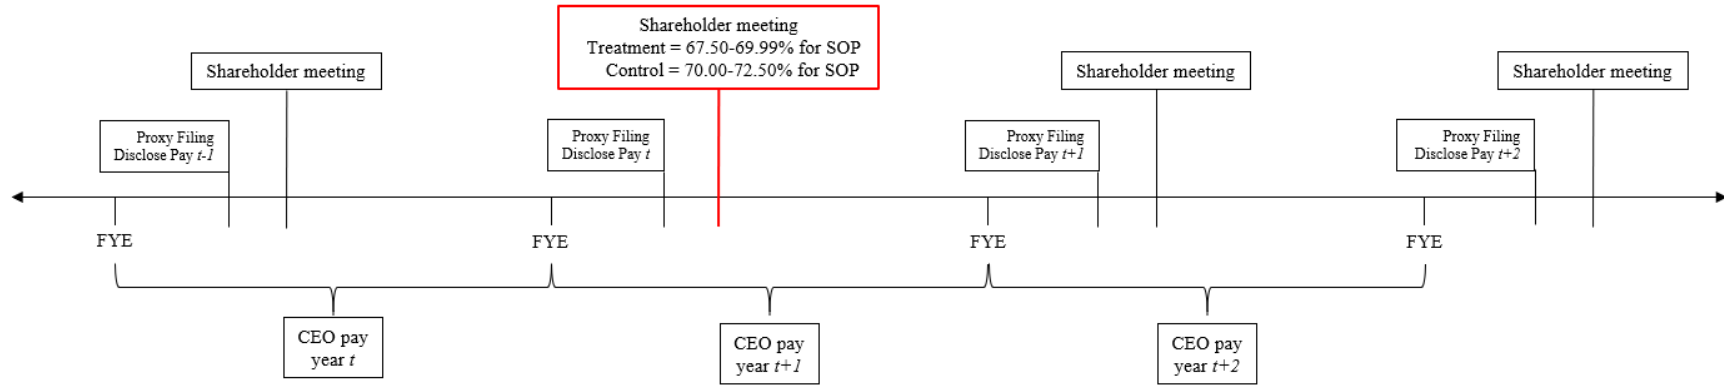 Shareholder meeting
Treatment = 67.50-69.99% for SOP
Control = 70.00-72.50% for SOP
Shareholder meeting
Shareholder meeting
Shareholder meeting
Proxy Filing
Disclose Pay t-1
Proxy Filing
Disclose Pay t
Proxy Filing
Disclose Pay t+1
Proxy Filing
Disclose Pay t+2
FYE
FYE
FYE
FYE
CEO pay
year t
CEO pay
year t+1
CEO pay
year t+2